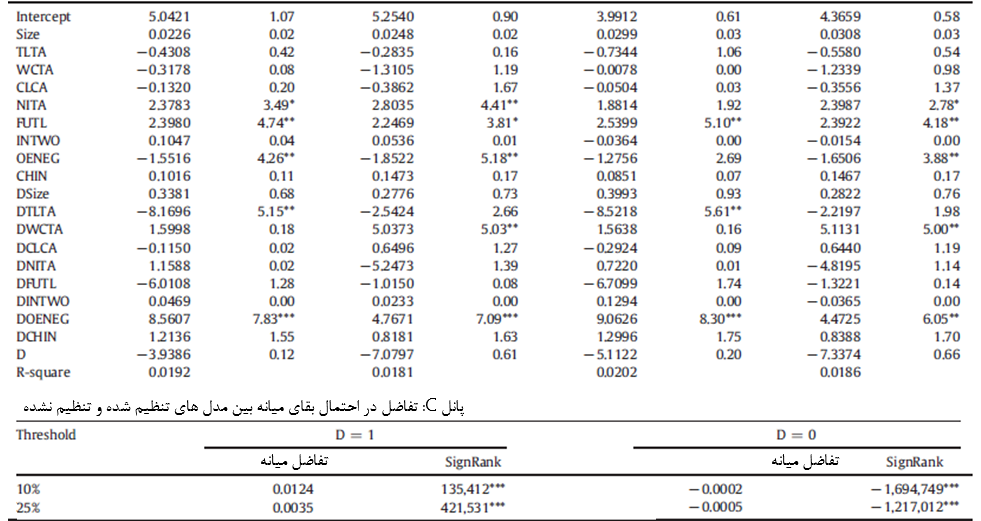 Intercept 5.0421 1.07 5.2540 0.90 3.9912 0.61 4.3659 0.58
Size 0.0226 0.02 0.0248 0.02 0.0299 0.03 0.0308 0.03
TLTA −0.4308 0.42 −0.2835 0.16 −0.7344 1.06 −0.5580 0.54
WCTA −0.3178 0.08 −1.3105 1.19 −0.0078 0.00 −1.2339 0.98
CLCA −0.1320 0.20 −0.3862 1.67 −0.0504 0.03 −0.3556 1.37
NITA 2.3783 3.49* 2.8035 4.41** 1.8814 1.92 2.3987 2.78*
FUTL 2.3980 4.74** 2.2469 3.81* 2.5399 5.10** 2.3922 4.18**
INTWO 0.1047 0.04 0.0536 0.01 −0.0364 0.00 −0.0154 0.00
OENEG −1.5516 4.26** −1.8522 5.18** −1.2756 2.69 −1.6506 3.88**
CHIN 0.1016 0.11 0.1473 0.17 0.0851 0.07 0.1467 0.17
DSize 0.3381 0.68 0.2776 0.73 0.3993 0.93 0.2822 0.76
DTLTA −8.1696 5.15** −2.5424 2.66 −8.5218 5.61** −2.2197 1.98
DWCTA 1.5998 0.18 5.0373 5.03** 1.5638 0.16 5.1131 5.00**
DCLCA −0.1150 0.02 0.6496 1.27 −0.2924 0.09 0.6440 1.19
DNITA 1.1588 0.02 −5.2473 1.39 0.7220 0.01 −4.8195 1.14
DFUTL −6.0108 1.28 −1.0150 0.08 −6.7099 1.74 −1.3221 0.14
DINTWO 0.0469 0.00 0.0233 0.00 0.1294 0.00 −0.0365 0.00
DOENEG 8.5607 7.83*** 4.7671 7.09*** 9.0626 8.30*** 4.4725 6.05**
DCHIN 1.2136 1.55 0.8181 1.63 1.2996 1.75 0.8388 1.70
D −3.9386 0.12 −7.0797 0.61 −5.1122 0.20 −7.3374 0.66
R-square 0.0192 0.0181 0.0202 0.0186
پانل C: تفاضل در احتمال بقای میانه بین مدل های تنظیم شده و تنظیم نشده
Threshold D = 1 D = 0
تفاضل میانه SignRank تفاضل میانه SignRank
10% 0.0124 135,412*** −0.0002 −1,694,749***
25% 0.0035 421,531*** −0.0005 −1,217,012***